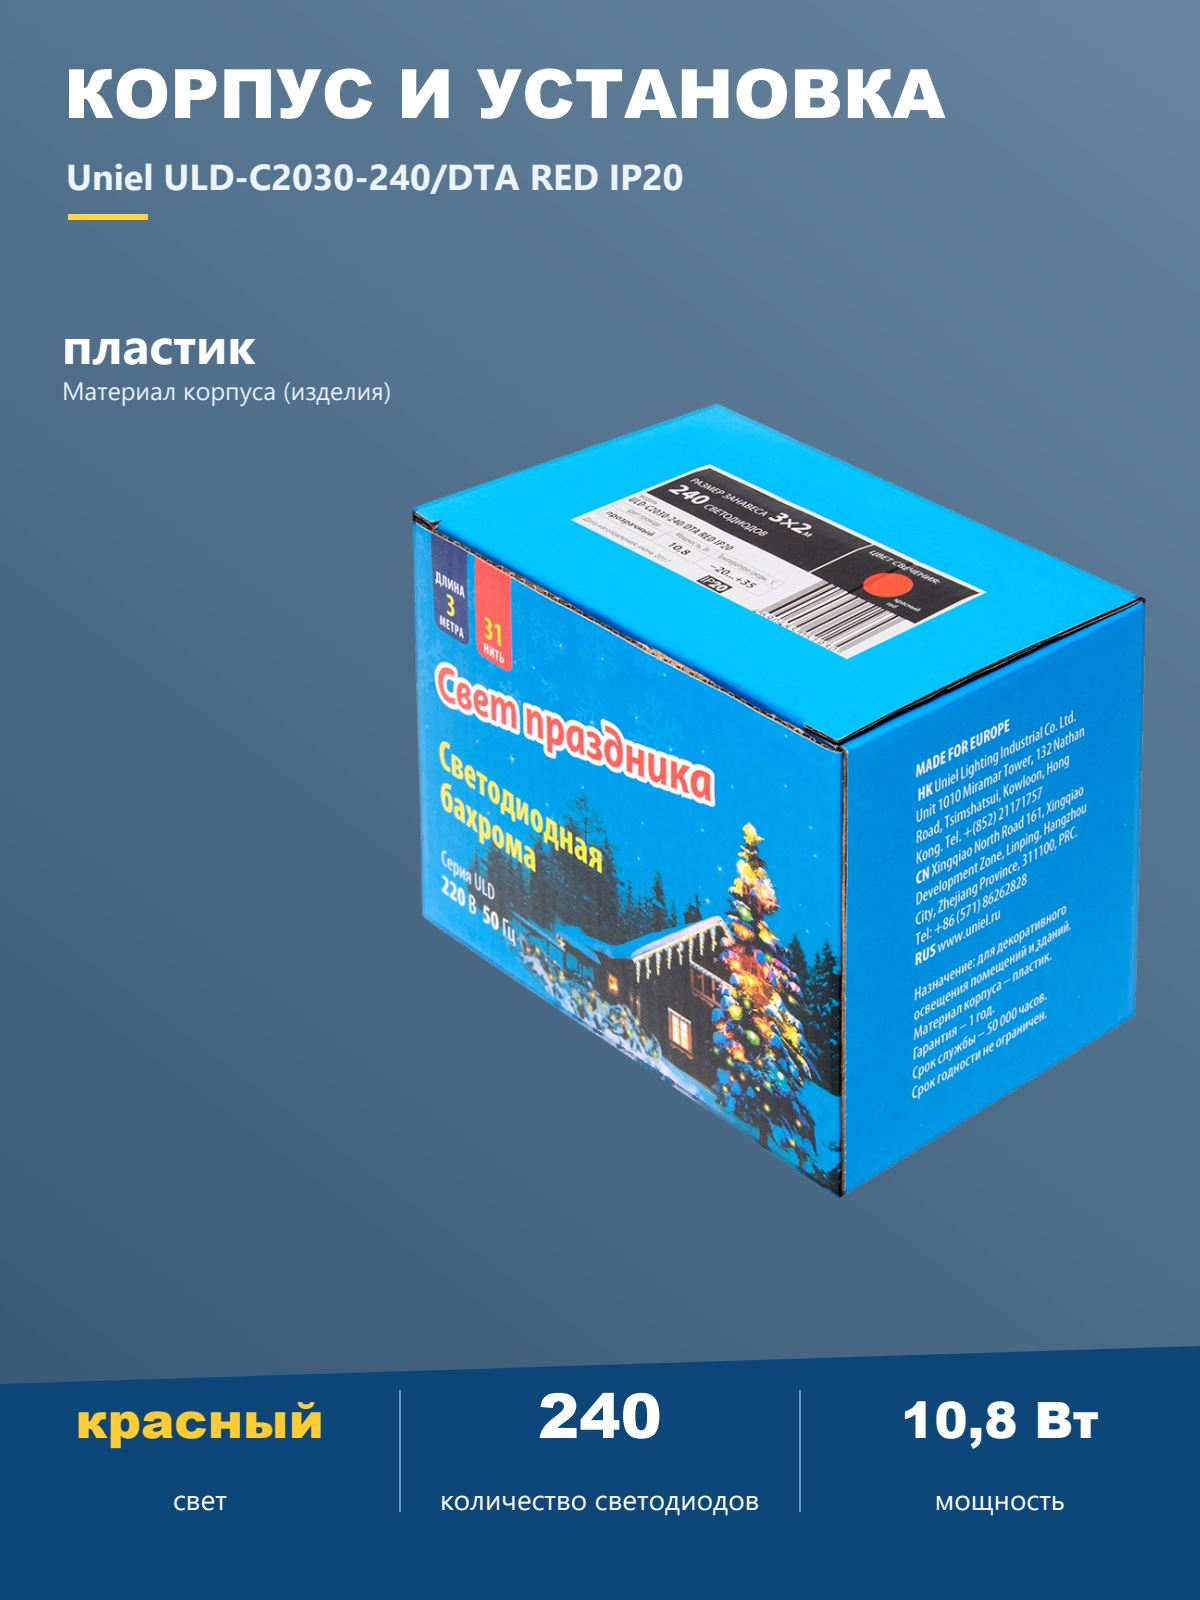 КОРПУС И УСТАНОВКА
Uniel ULD-C2030-240/DTA RED IP20
пластик
Материал корпуса (изделия)
РАЗМЕР ЗАНАВЕСА 3х2м
240 СВЕТОДИОДОВ
ЦВЕТ СВЕЧЕНИЯ:
красный
red
ULD-C2030-240/DTA RED IP20
прозрачный
10,8
-20...+35
IP20
ДЛИНА
3
МЕТРА
31
НИТЬ
Свет праздника
Светодиодная
бахрома
Серия ULD
220 В 50 Гц
MADE FOR EUROPE
HK Uniel Lighting Industrial Co. Ltd.
Unit 1010 Miramar Tower, 132 Nathan
Road, Tsimshatsui, Kowloon, Hong
Kong. Tel. +(852) 21171757
CN Xingqiao North Road 161, Xingqiao
Development Zone, Linping, Hangzhou
City, Zhejiang Province, 311100, PRC.
Tel: +86 (571) 86262828
RUS www.uniel.ru
Назначение: для декоративного
освещения помещений и зданий.
Материал корпуса – пластик.
Гарантия – 1 год.
Срок службы – 50 000 часов.
Срок годности не ограничен.
красный
свет
240
количество светодиодов
10,8 Вт
мощность